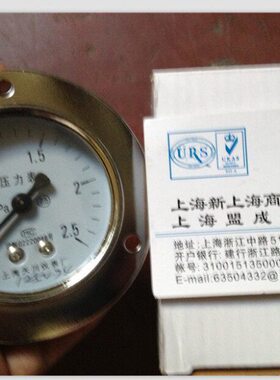 1.5
压力表
2
2.5
URS
UKAS
上海新上海商
上 海 盟 成
地址: 上海浙江中路5
开户银行: 建行浙江路
帐号: 3100151350000
E-mail:63504332@